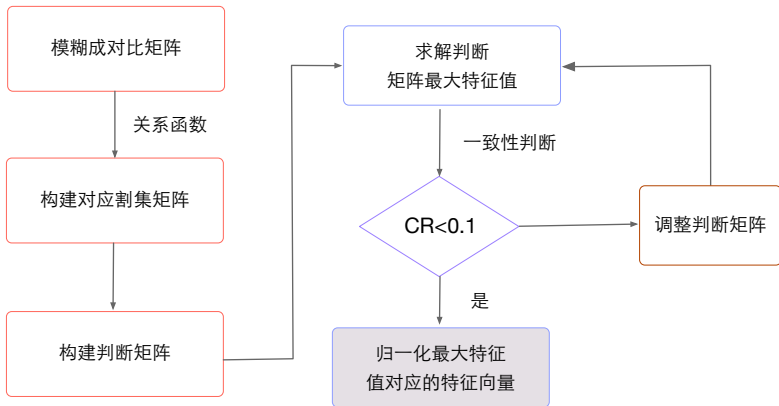 模糊成对比矩阵
关系函数
构建对应割集矩阵
构建判断矩阵
求解判断
矩阵最大特征值
一致性判断
CR<0.1
调整判断矩阵
是
归一化最大特征
值对应的特征向量